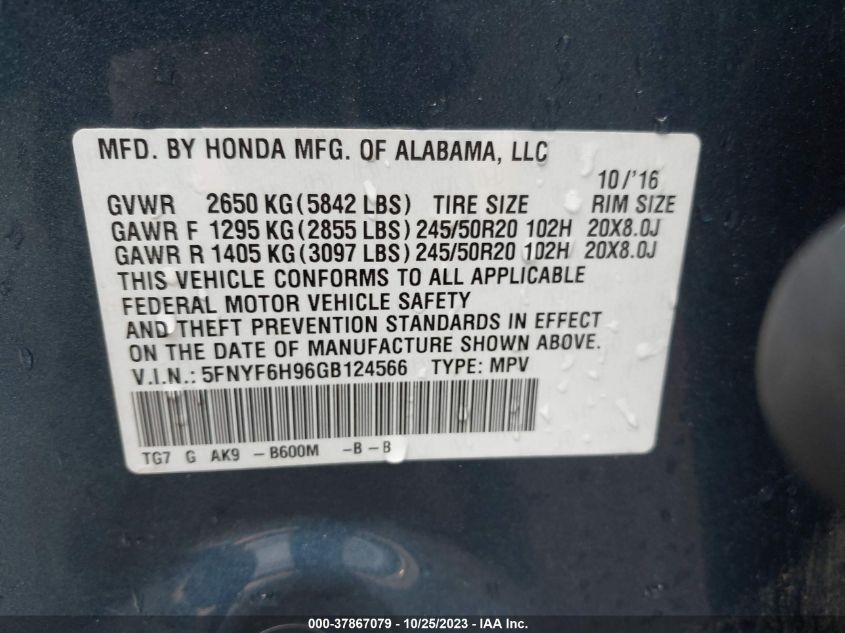 MFD. BY HONDA MFG. OF ALABAMA, LLC
10/'16
GVWR 2650 KG(5842 LBS) TIRE SIZE RIM SIZE
GAWR F 1295 KG(2855 LBS) 245/50R20 102H 20X8.0J
GAWR R 1405 KG(3097 LBS) 245/50R20 102H 20X8.0J
THIS VEHICLE CONFORMS TO ALL APPLICABLE
FEDERAL MOTOR VEHICLE SAFETY
AND THEFT PREVENTION STANDARDS IN EFFECT
ON THE DATE OF MANUFACTURE SHOWN ABOVE.
V.I.N.: 5FNYF6H96GB124566 TYPE: MPV
TG7 G AK9 -B600M -B-B
000-37867079 - 10/25/2023 - IAA Inc.